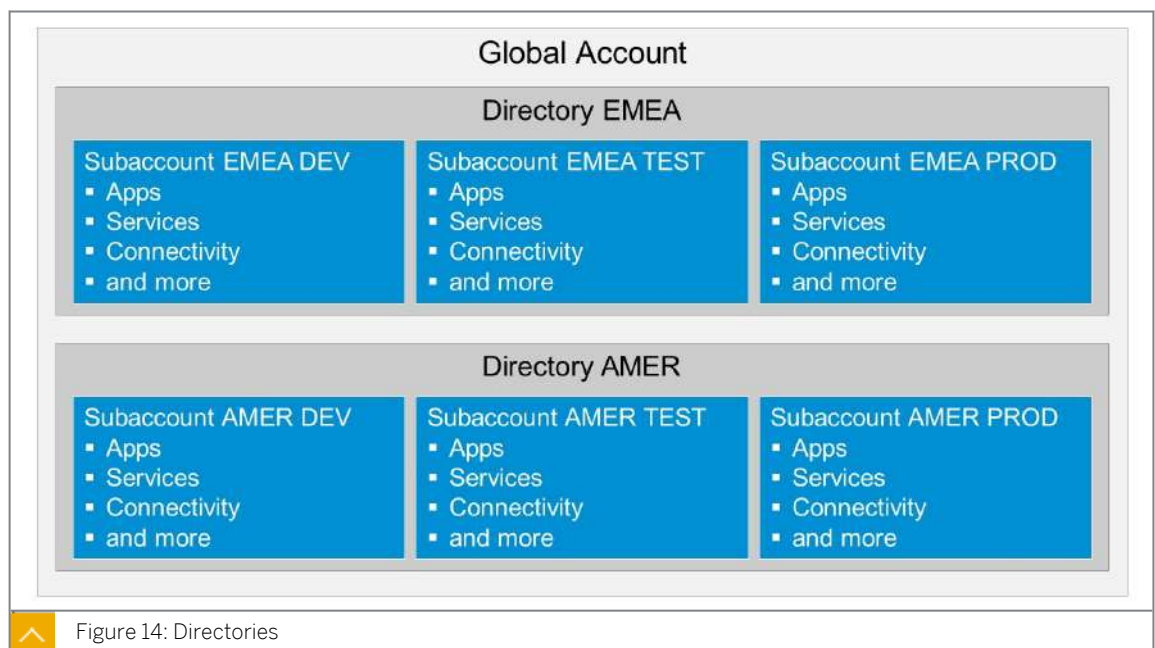 Global Account
Directory EMEA
Subaccount EMEA DEV
▪ Apps
▪ Services
▪ Connectivity
▪ and more
Subaccount EMEA TEST
▪ Apps
▪ Services
▪ Connectivity
▪ and more
Subaccount EMEA PROD
▪ Apps
▪ Services
▪ Connectivity
▪ and more
Directory AMER
Subaccount AMER DEV
▪ Apps
▪ Services
▪ Connectivity
▪ and more
Subaccount AMER TEST
▪ Apps
▪ Services
▪ Connectivity
▪ and more
Subaccount AMER PROD
▪ Apps
▪ Services
▪ Connectivity
▪ and more
Figure 14: Directories